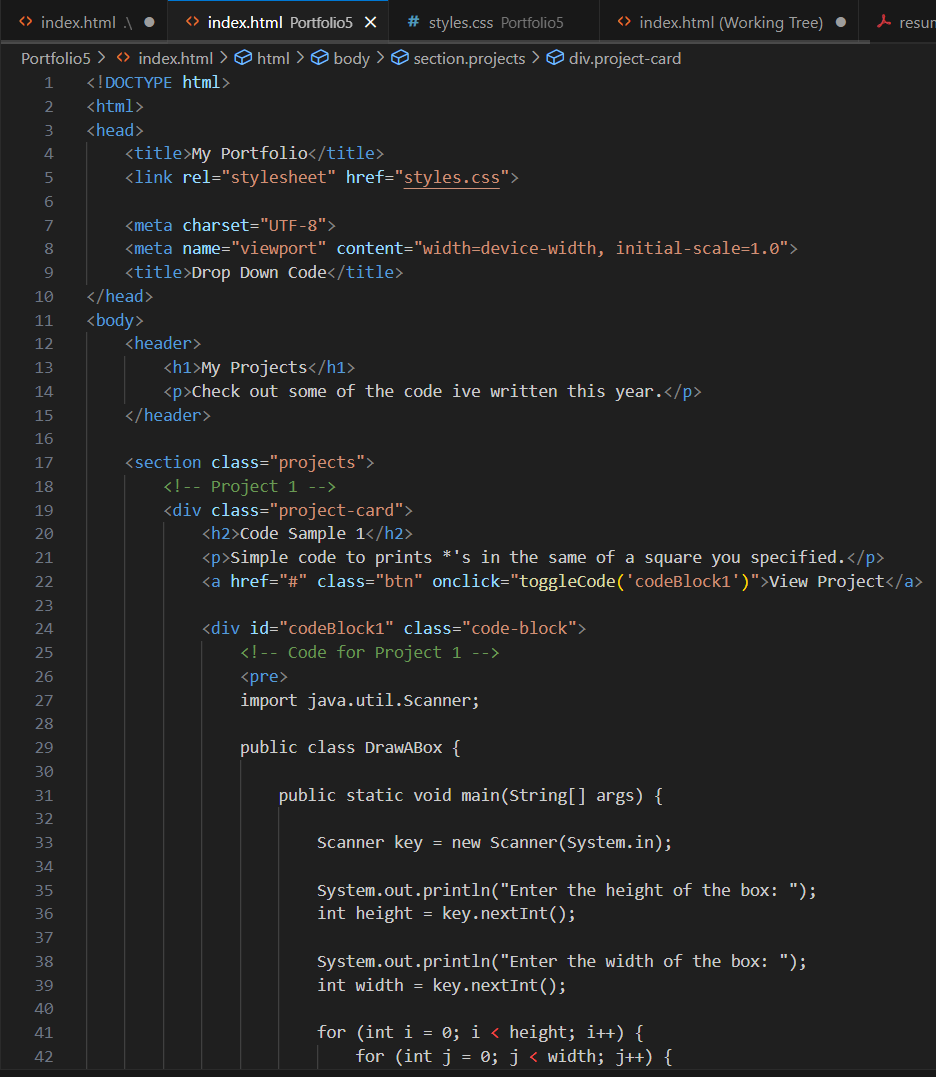 index.html .\ ● index.html Portfolio5 × # styles.css Portfolio5 index.html (Working Tree) ● resur
Portfolio5 > index.html > html > body > section.projects > div.project-card
1 <!DOCTYPE html>
2 <html>
3 <head>
4 <title>My Portfolio</title>
5 <link rel="stylesheet" href="styles.css">
6
7 <meta charset="UTF-8">
8 <meta name="viewport" content="width=device-width, initial-scale=1.0">
9 <title>Drop Down Code</title>
10 </head>
11 <body>
12 <header>
13 <h1>My Projects</h1>
14 <p>Check out some of the code ive written this year.</p>
15 </header>
16
17 <section class="projects">
18 <!-- Project 1 -->
19 <div class="project-card">
20 <h2>Code Sample 1</h2>
21 <p>Simple code to prints *'s in the same of a square you specified.</p>
22 <a href="#" class="btn" onclick="toggleCode('codeBlock1')">View Project</a>
23
24 <div id="codeBlock1" class="code-block">
25 <!-- Code for Project 1 -->
26 <pre>
27 import java.util.Scanner;
28
29 public class DrawABox {
30
31 public static void main(String[] args) {
32
33 Scanner key = new Scanner(System.in);
34
35 System.out.println("Enter the height of the box: ");
36 int height = key.nextInt();
37
38 System.out.println("Enter the width of the box: ");
39 int width = key.nextInt();
40
41 for (int i = 0; i < height; i++) {
42 for (int j = 0; j < width; j++) {